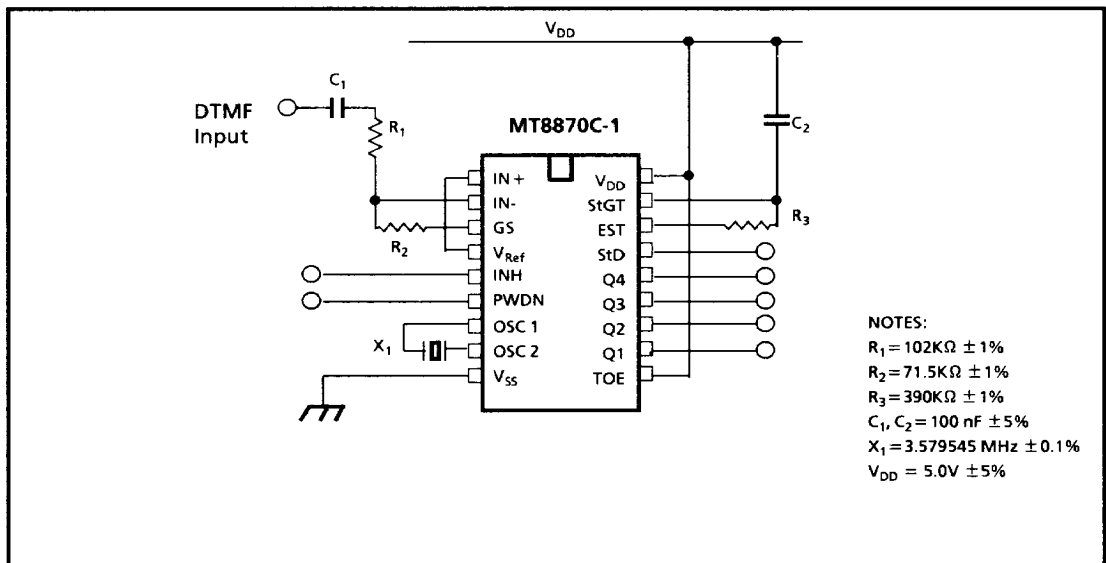 V_DD
C₁
DTMF
Input
R₁
C₂
MT8870C-1
IN +
IN-
GS
V_Ref
INH
PWDN
OSC 1
OSC 2
V_SS
V_DD
StGT
EST
StD
Q4
Q3
Q2
Q1
TOE
R₂
R₃
X₁
NOTES:
R₁=102KΩ ±1%
R₂=71.5KΩ ±1%
R₃=390KΩ ±1%
C₁, C₂=100 nF ±5%
X₁=3.579545 MHz ±0.1%
V_DD = 5.0V ±5%